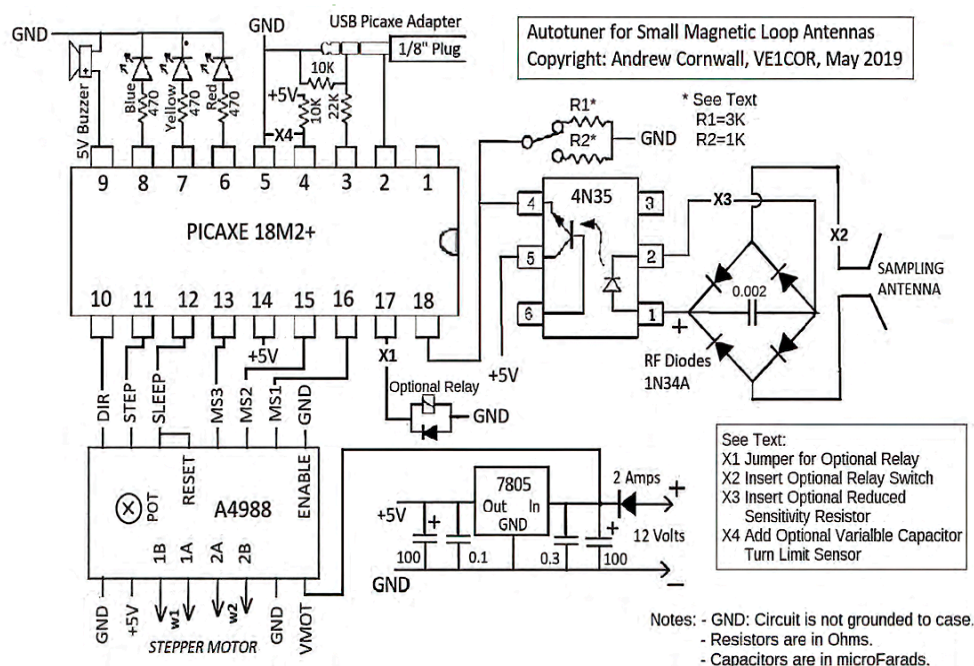 Autotuner for Small Magnetic Loop Antennas
Copyright: Andrew Cornwall, VE1COR, May 2019
GND
5V Buzzer
+
Blue
470
Yellow
470
Red
470
GND
USB Picaxe Adapter
1/8" Plug
10K
+5V
10K
22K
X4
R1*
R2*
GND
* See Text
R1=3K
R2=1K
9
8
7
6
5
4
3
2
1
PICAXE 18M2+
10
11
12
13
14
15
16
17
18
+5V
X1
Optional Relay
GND
4N35
4
5
6
3
2
1
+5V
X3
X2
0.002
+
RF Diodes
1N34A
SAMPLING
ANTENNA
DIR
STEP
SLEEP
MS3
MS2
MS1
GND
POT
RESET
ENABLE
A4988
1B
1A
2A
2B
GND
+5V
w1
w2
GND
VMOT
STEPPER MOTOR
7805
Out
In
GND
2 Amps
+
12 Volts
-
+5V
+
100
0.1
0.3
+
100
GND
See Text:
X1 Jumper for Optional Relay
X2 Insert Optional Relay Switch
X3 Insert Optional Reduced
Sensitivity Resistor
X4 Add Optional Varialble Capacitor
Turn Limit Sensor
Notes: - GND: Circuit is not grounded to case.
- Resistors are in Ohms.
- Capacitors are in microFarads.